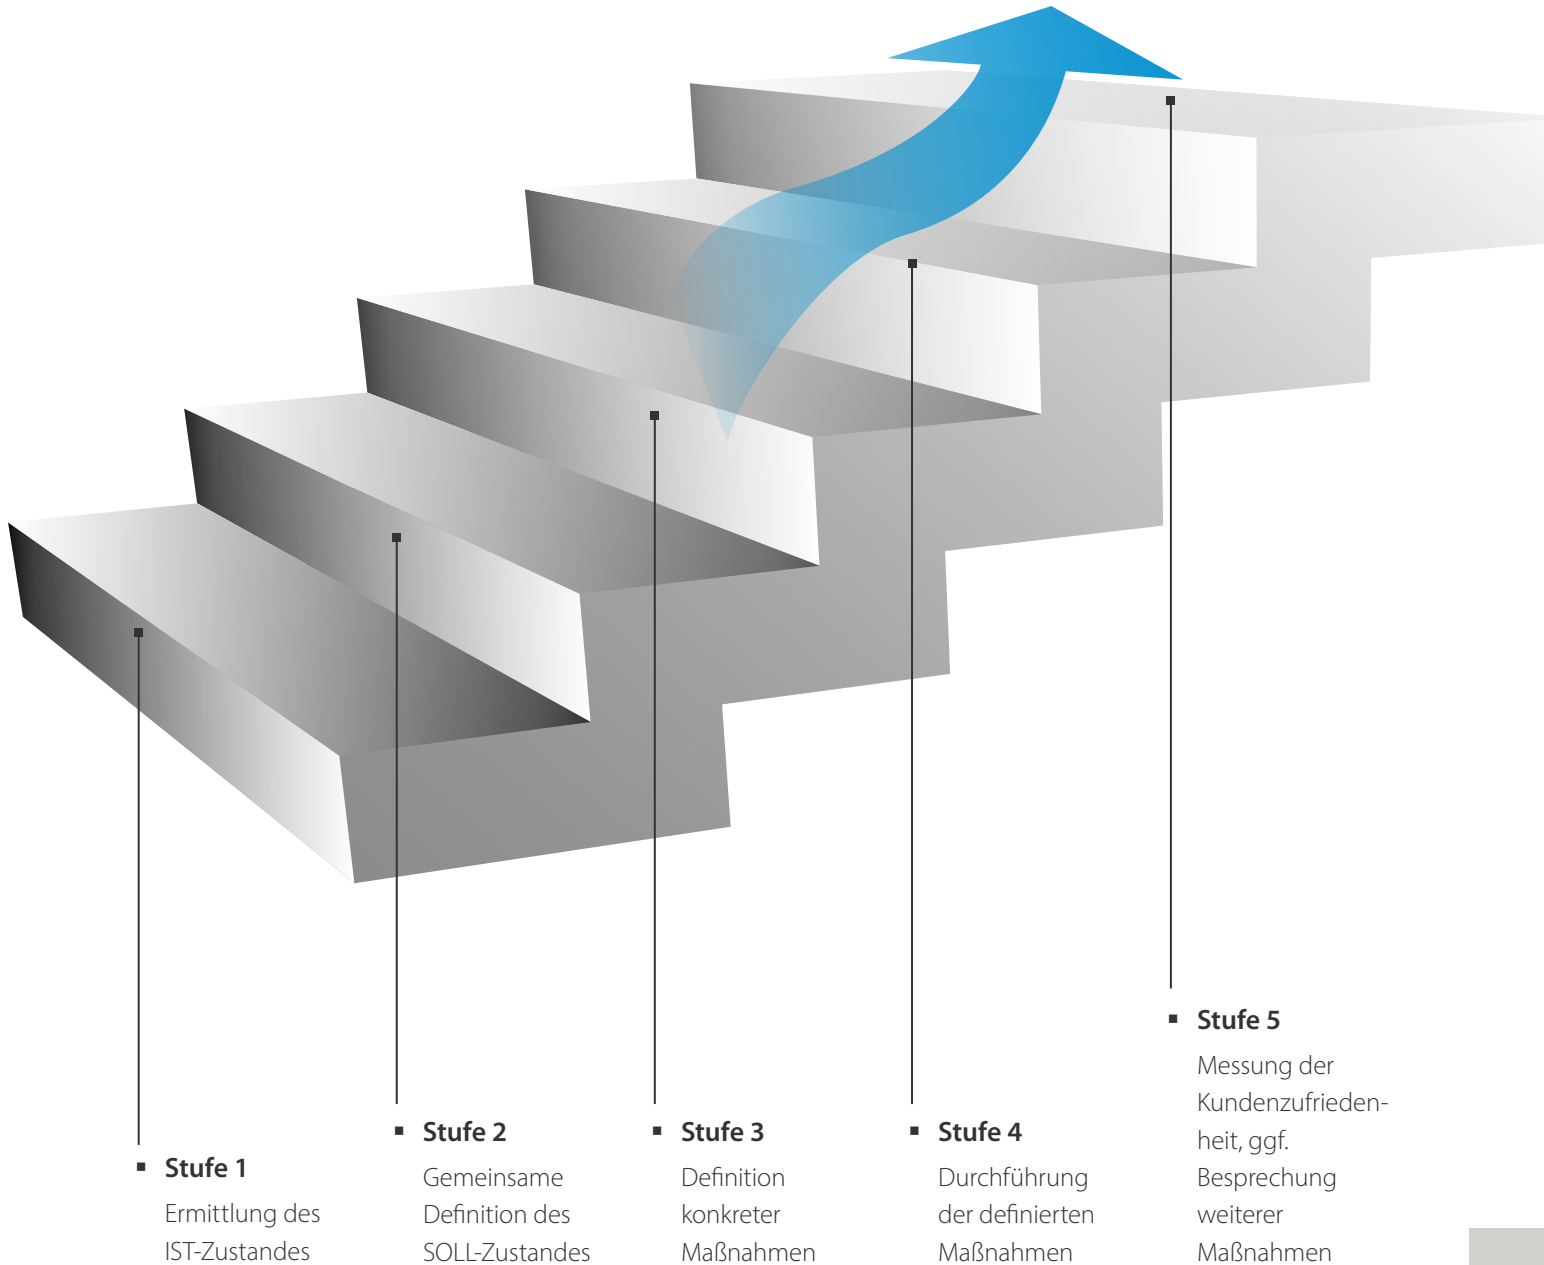 ▪ Stufe 1
Ermittlung des
IST-Zustandes
▪ Stufe 2
Gemeinsame
Definition des
SOLL-Zustandes
▪ Stufe 3
Definition
konkreter
Maßnahmen
▪ Stufe 4
Durchführung
der definierten
Maßnahmen
▪ Stufe 5
Messung der
Kundenzufrieden-
heit, ggf.
Besprechung
weiterer
Maßnahmen